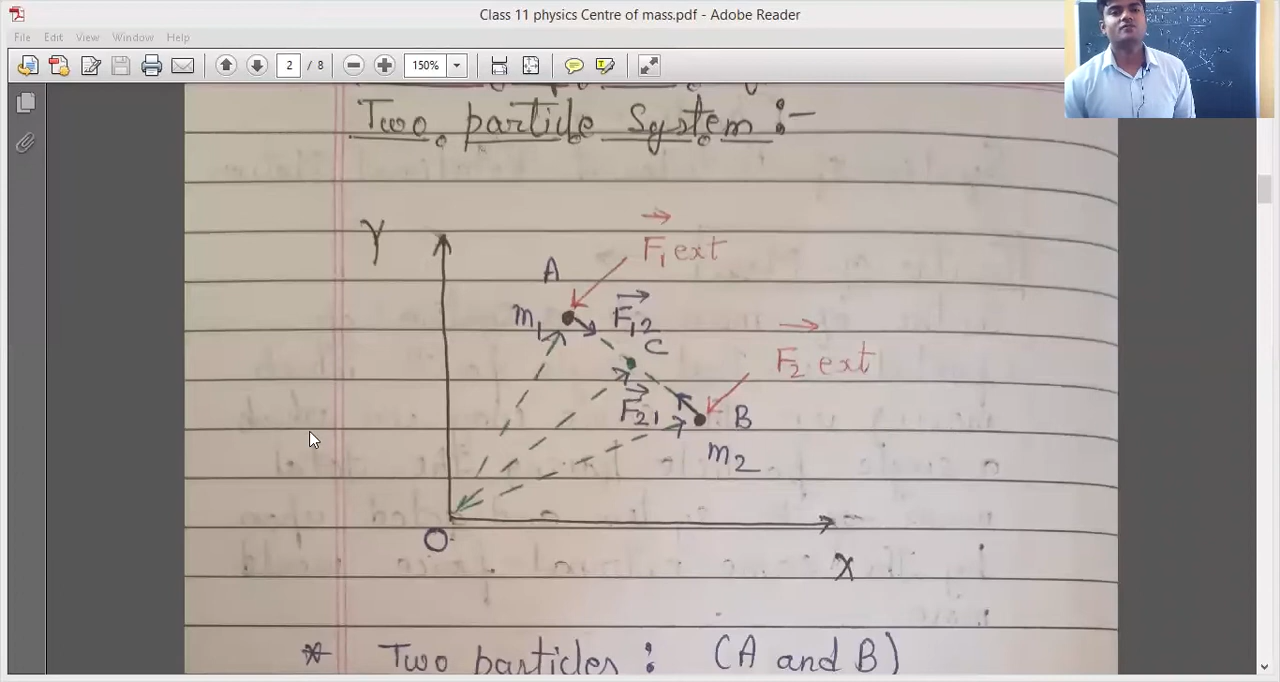 Class 11 physics Centre of mass.pdf - Adobe Reader
File Edit View Window Help
2 / 8 150%
Two particle System :-
Y
F₁ ext
A
m₁
F₁₂
C
F₂ ext
F₂₁
B
m₂
O
X
* Two particles : (A and B)